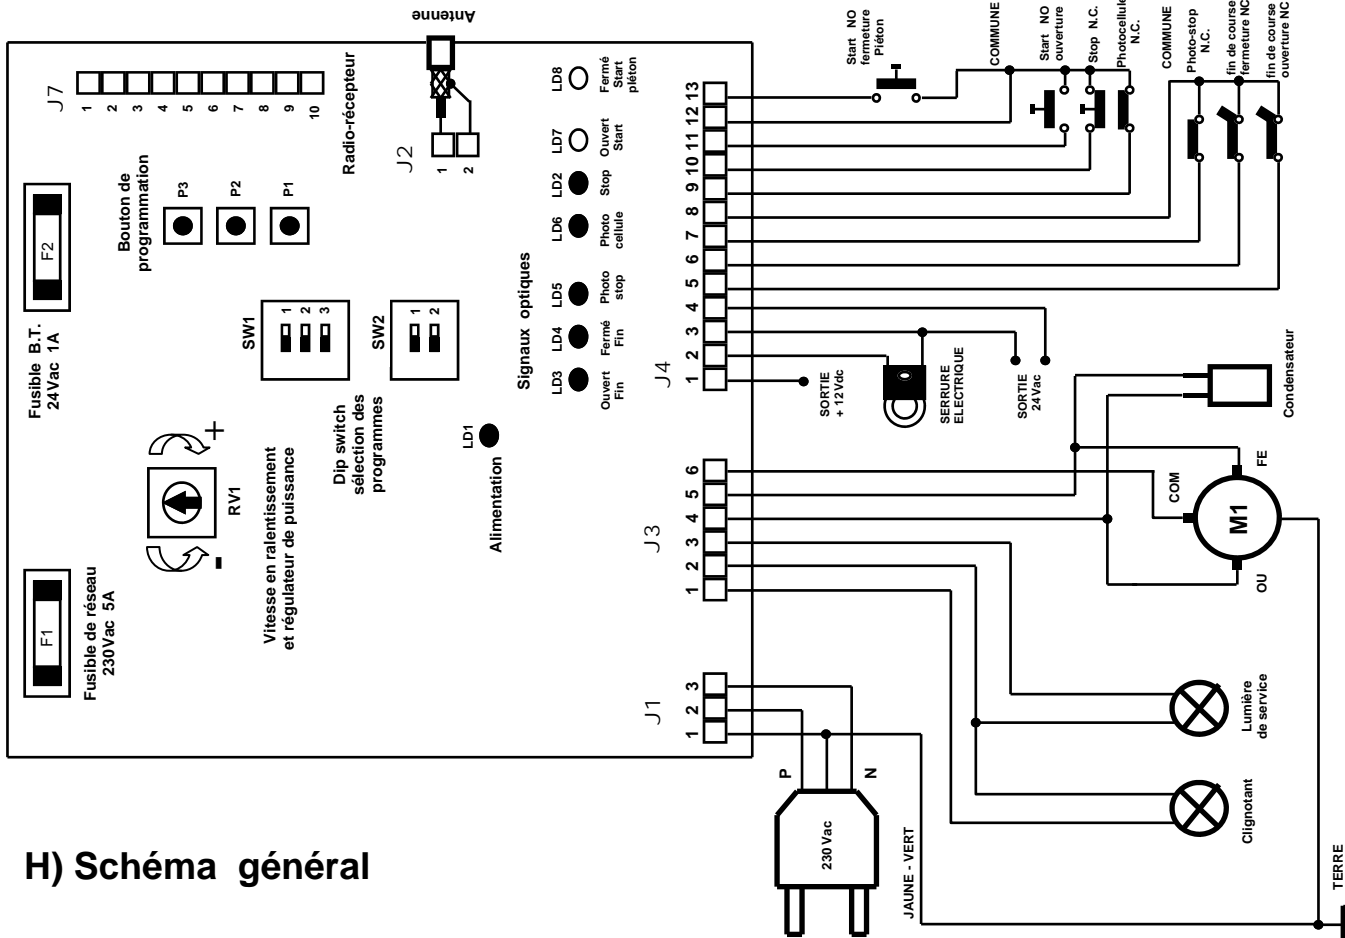 Antenne
J7
1
2
3
4
5
6
7
8
9
10
Radio-récepteur
J2
1
2
Bouton de
programmation
P3
P2
P1
F2
Fusible B.T.
24Vac 1A
SW1
1
2
3
SW2
1
2
Dip switch
sélection des
programmes
Signaux optiques
LD8
Fermé
Start
piéton
LD7
Ouvert
Start
LD2
Stop
LD6
Photo
cellule
LD5
Photo
stop
LD4
Fermé
Fin
LD3
Ouvert
Fin
LD1
Alimentation
+
RV1
-
Vitesse en ralentissement
et régulateur de puissance
F1
Fusible de réseau
230Vac 5A
J4
13
12
11
10
9
8
7
6
5
4
3
2
1
Start NO
fermeture
Piéton
COMMUNE
Start NO
ouverture
Stop N.C.
Photocellule
N.C.
COMMUNE
Photo-stop
N.C.
fin de course
fermeture NC
fin de course
ouverture NC
SORTIE
+ 12Vdc
SERRURE
ELECTRIQUE
SORTIE
24Vac
Condensateur
J3
6
5
4
3
2
1
COM
FE
M1
OU
J1
3
2
1
Lumière
de service
Clignotant
P
N
230 Vac
JAUNE - VERT
TERRE
H) Schéma général